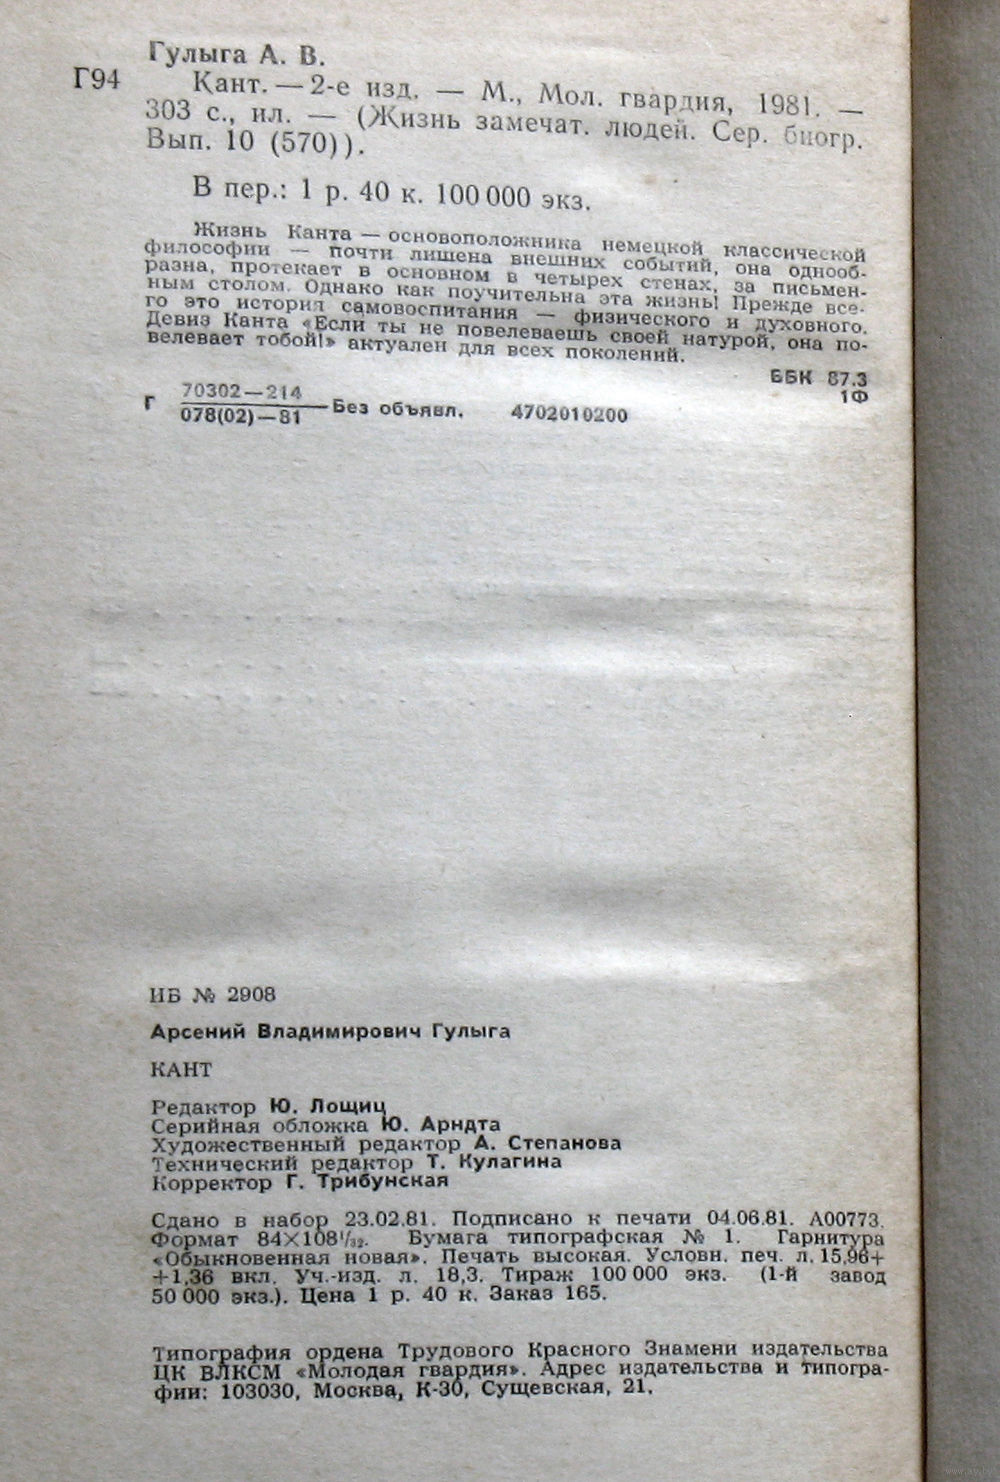 Гулыга А. В.
Г94
Кант. — 2-е изд. — М., Мол. гвардия, 1981. —
303 с., ил. — (Жизнь замечат. людей. Сер. биогр.
Вып. 10 (570)).
В пер.: 1 р. 40 к. 100 000 экз.
Жизнь Канта — основоположника немецкой классической
философии — почти лишена внешних событий, она однооб-
разна, протекает в основном в четырех стенах, за письмен-
ным столом. Однако как поучительна эта жизнь! Прежде все-
го это история самовоспитания — физического и духовного.
Девиз Канта «Если ты не повелеваешь своей натурой, она по-
велевает тобой!» актуален для всех поколений.
ББК 87.3
1Ф
Г 70302—214
078(02)—81 Без объявл. 4702010200
ИБ № 2908
Арсений Владимирович Гулыга
КАНТ
Редактор Ю. Лощиц
Серийная обложка Ю. Арндта
Художественный редактор А. Степанова
Технический редактор Т. Кулагина
Корректор Г. Трибунская
Сдано в набор 23.02.81. Подписано к печати 04.06.81. А00773.
Формат 84×108¹/₃₂. Бумага типографская № 1. Гарнитура
«Обыкновенная новая». Печать высокая. Условн. печ. л. 15,96+
+1,36 вкл. Уч.-изд. л. 18,3. Тираж 100 000 экз. (1-й завод
50 000 экз.). Цена 1 р. 40 к. Заказ 165.
Типография ордена Трудового Красного Знамени издательства
ЦК ВЛКСМ «Молодая гвардия». Адрес издательства и типогра-
фии: 103030, Москва, К-30, Сущевская, 21.